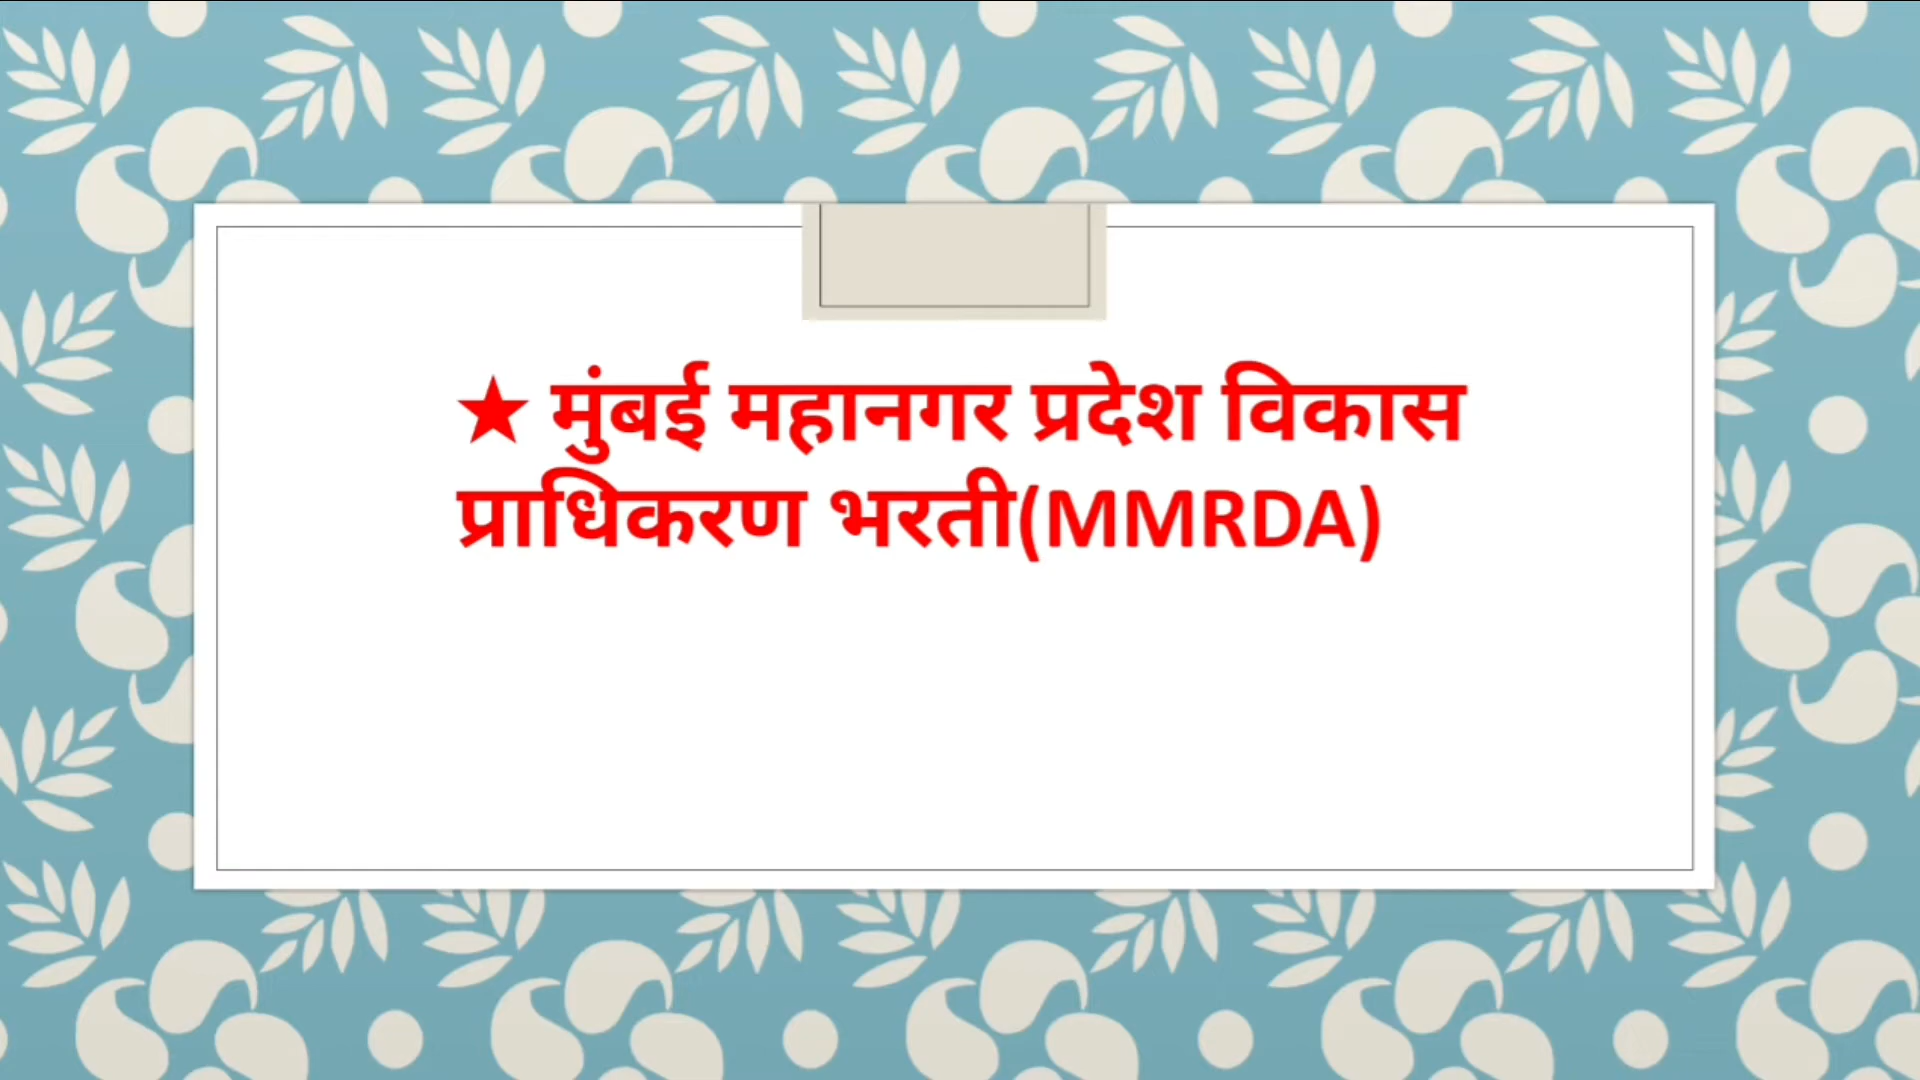 ★ मुंबई महानगर प्रदेश विकास
प्राधिकरण भरती(MMRDA)